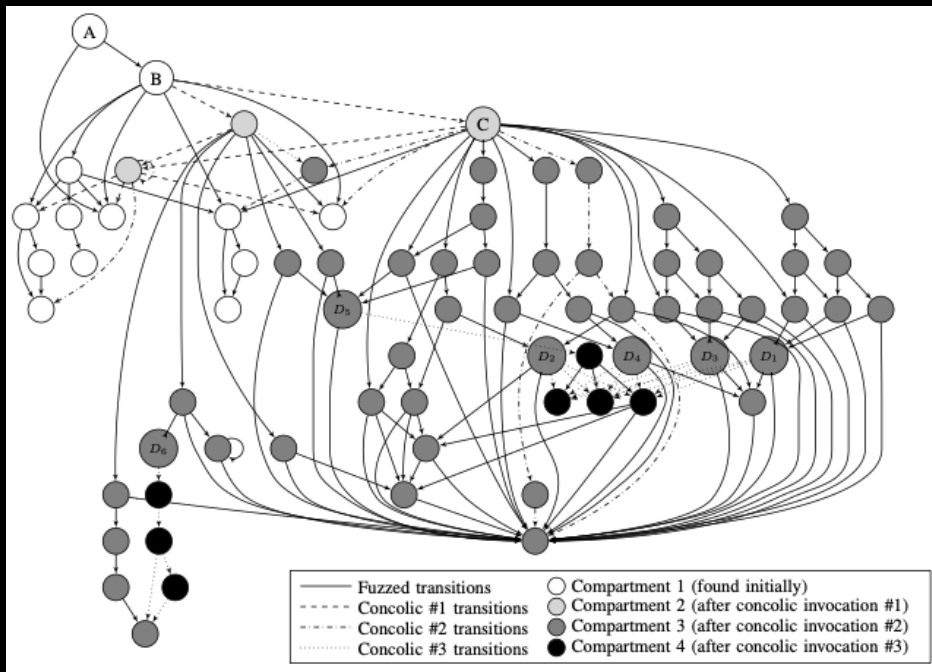 A
B
C
D5
D2
D4
D3
D1
D6
Fuzzed transitions
Concolic #1 transitions
Concolic #2 transitions
Concolic #3 transitions
Compartment 1 (found initially)
Compartment 2 (after concolic invocation #1)
Compartment 3 (after concolic invocation #2)
Compartment 4 (after concolic invocation #3)